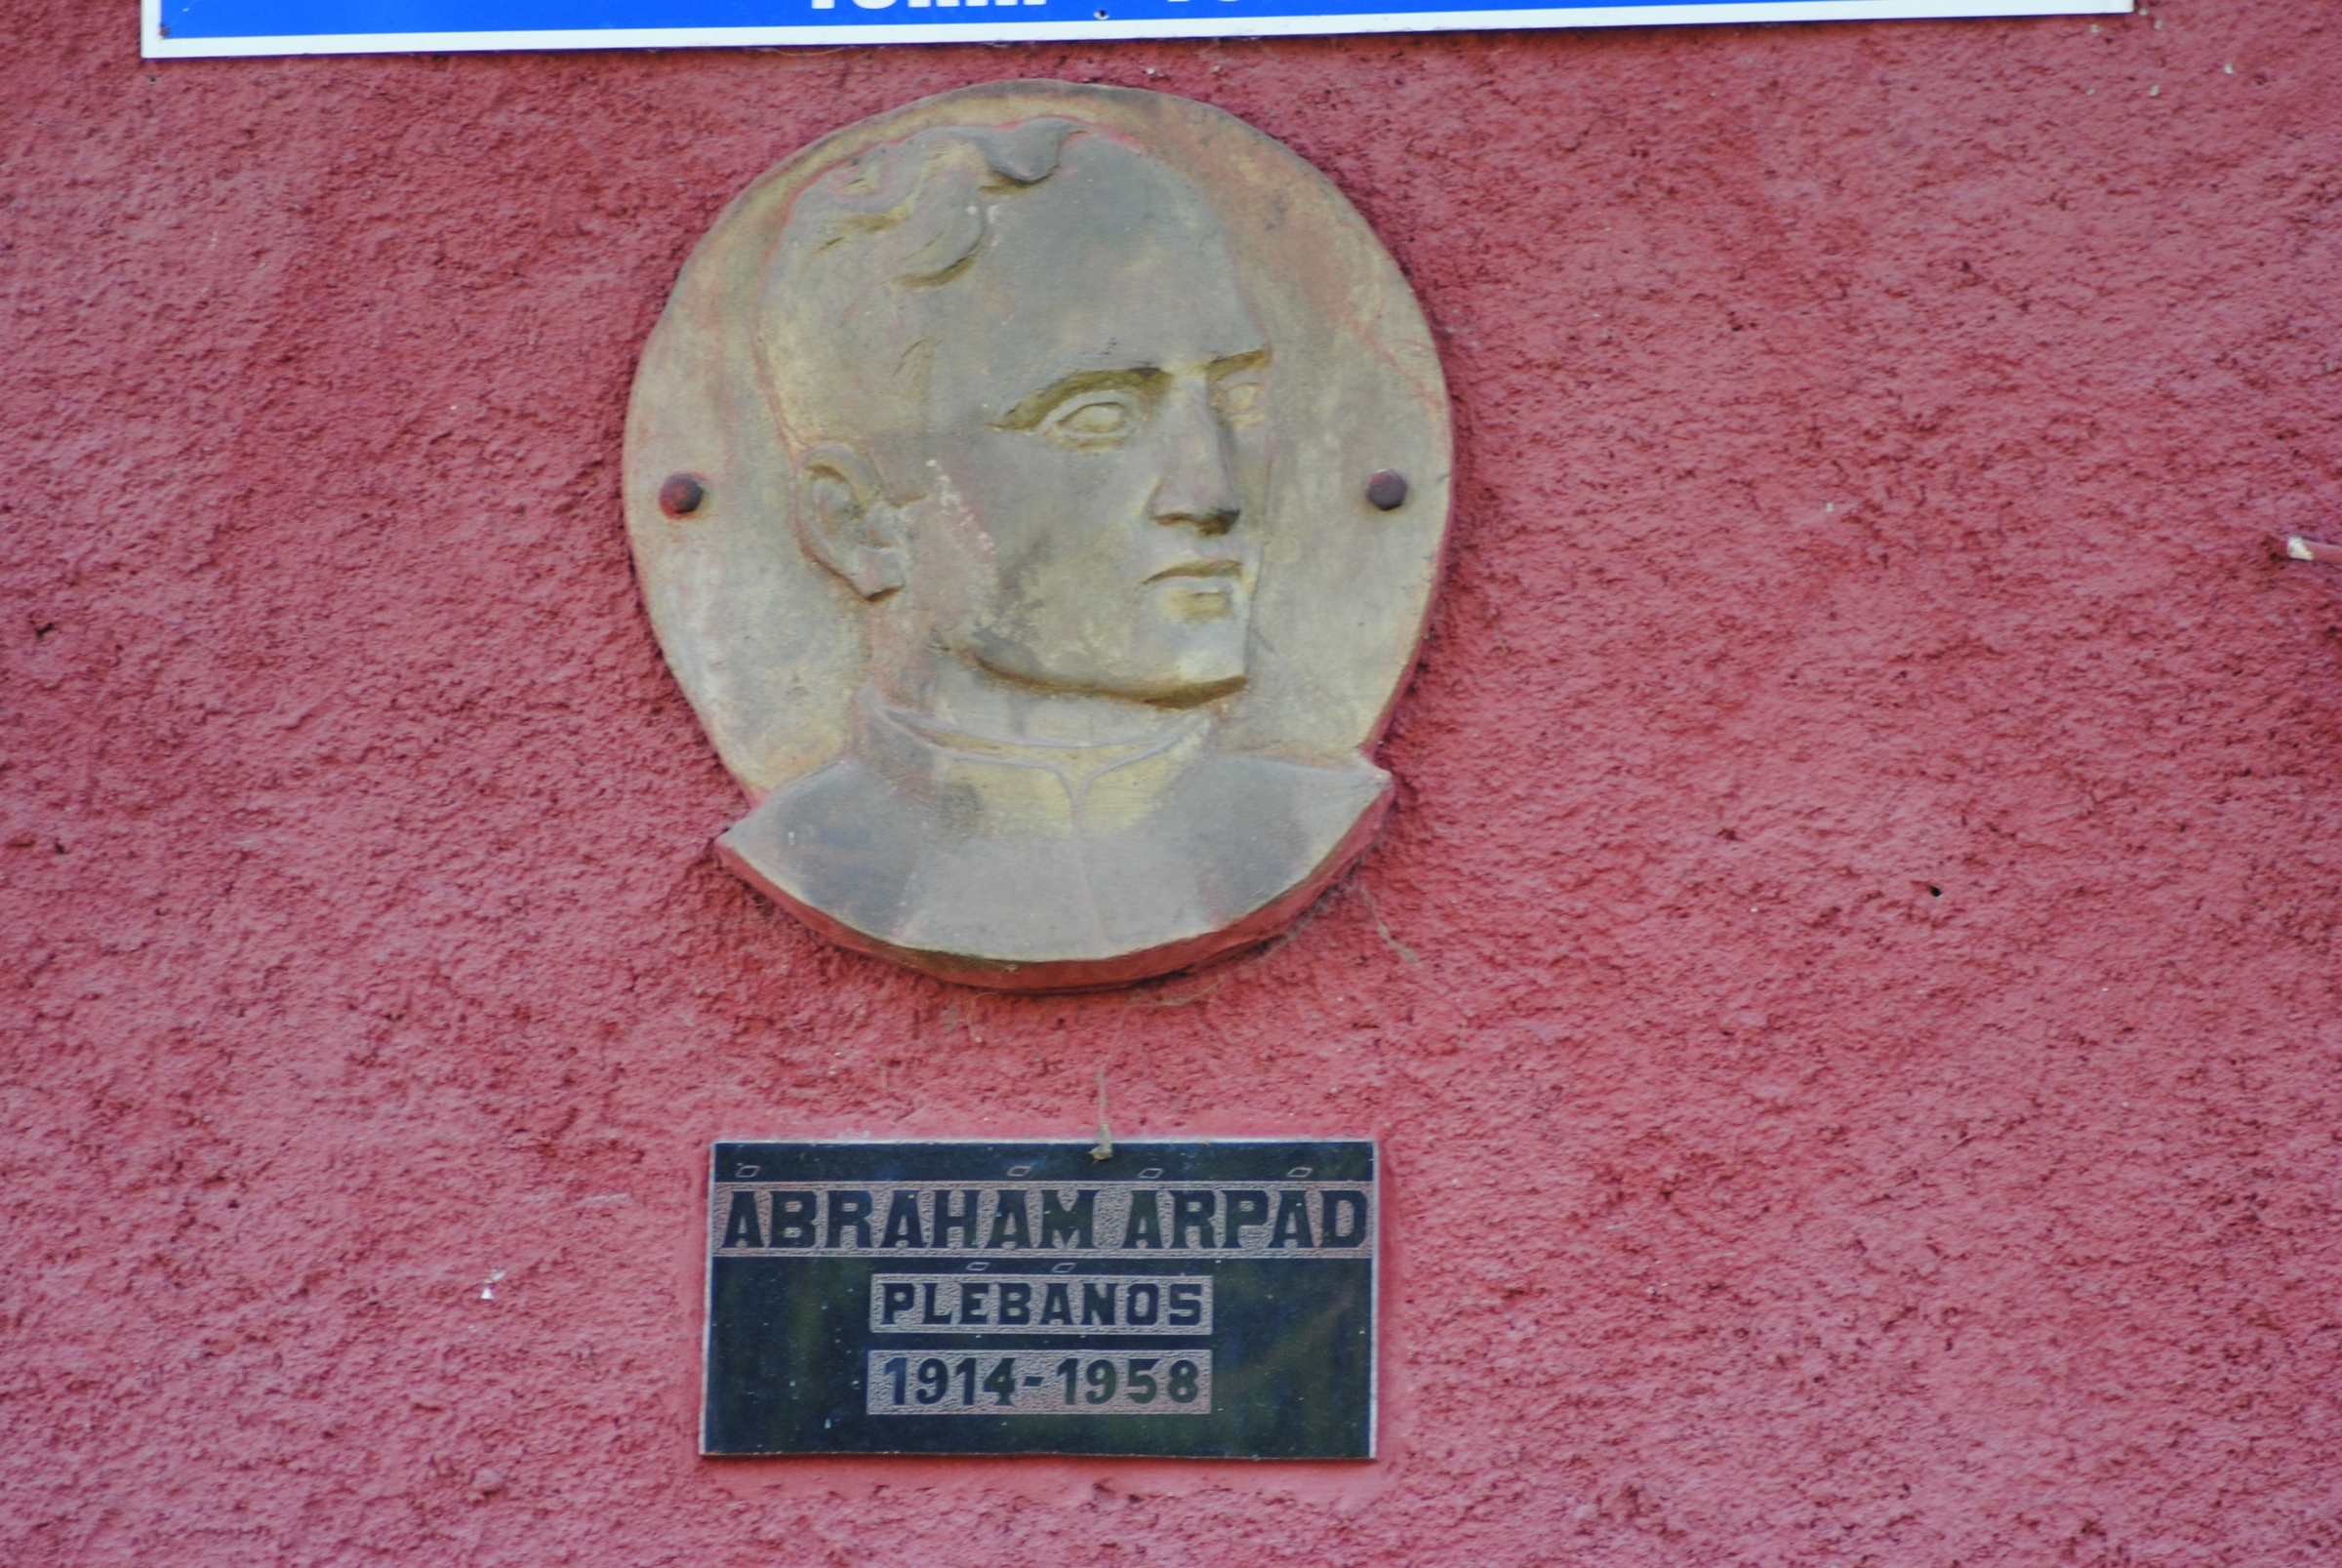 ÁBRAHÁM ÁRPÁD
PLÉBÁNOS
1914-1958